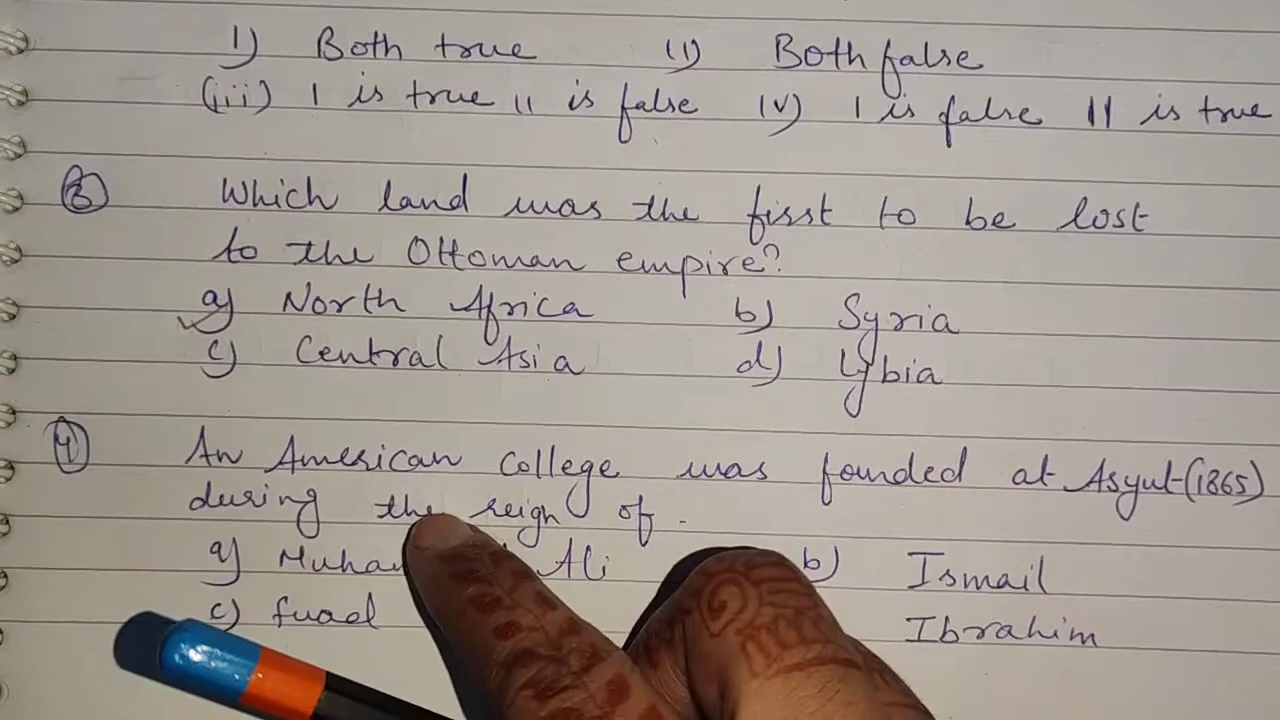 1) Both true (1) Both false
(iii) I is true II is false IV) I is false II is true
3 Which land was the first to be lost
to the Ottoman empire?
a) North Africa b) Syria
c) Central Asia d) Lybia
4 An American College was founded at Asyut (1865)
during the reign of .
a) Ali b) Ismail
c) fuad Ibrahim